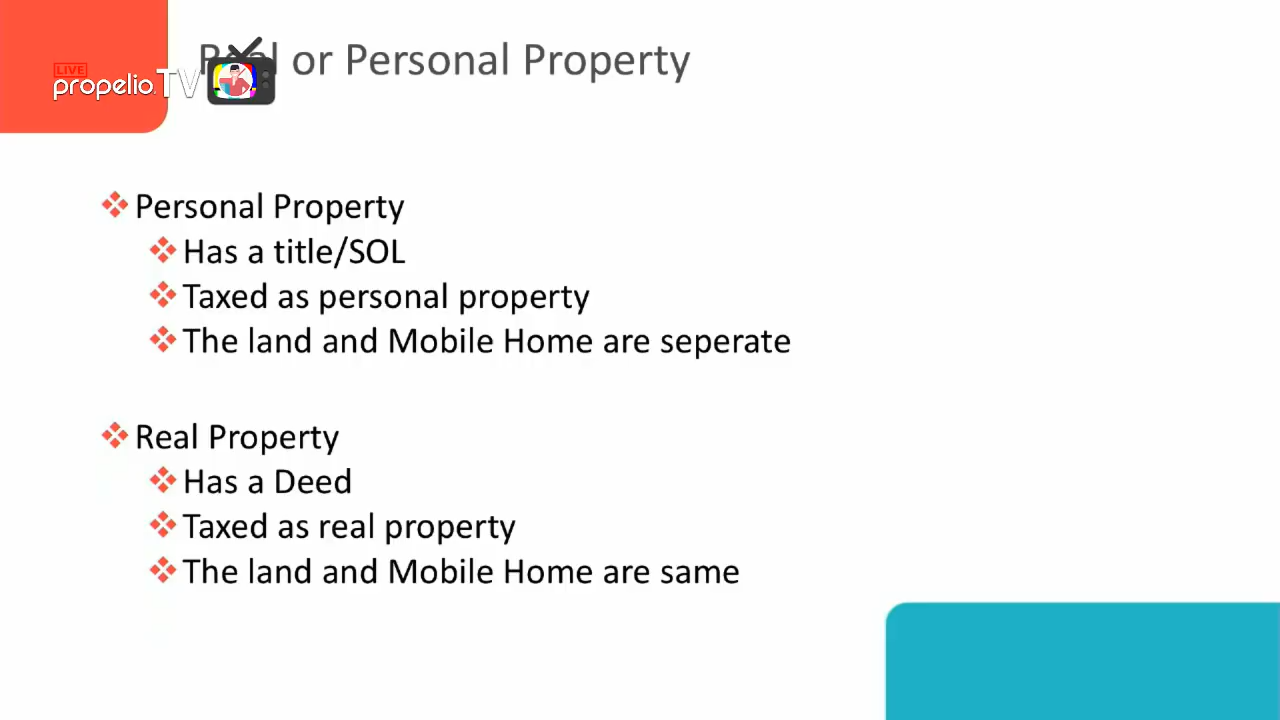 Real or Personal Property
LIVE
propelio.TV
Personal Property
Has a title/SOL
Taxed as personal property
The land and Mobile Home are seperate
Real Property
Has a Deed
Taxed as real property
The land and Mobile Home are same